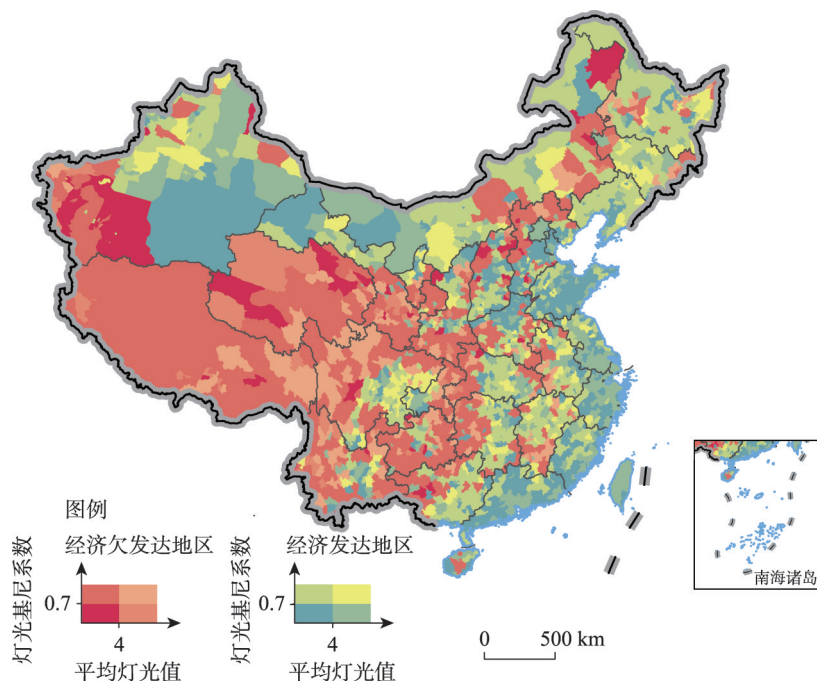 南海诸岛
图例
经济欠发达地区
灯光基尼系数
0.7
4
平均灯光值
经济发达地区
灯光基尼系数
0.7
4
平均灯光值
0 500 km